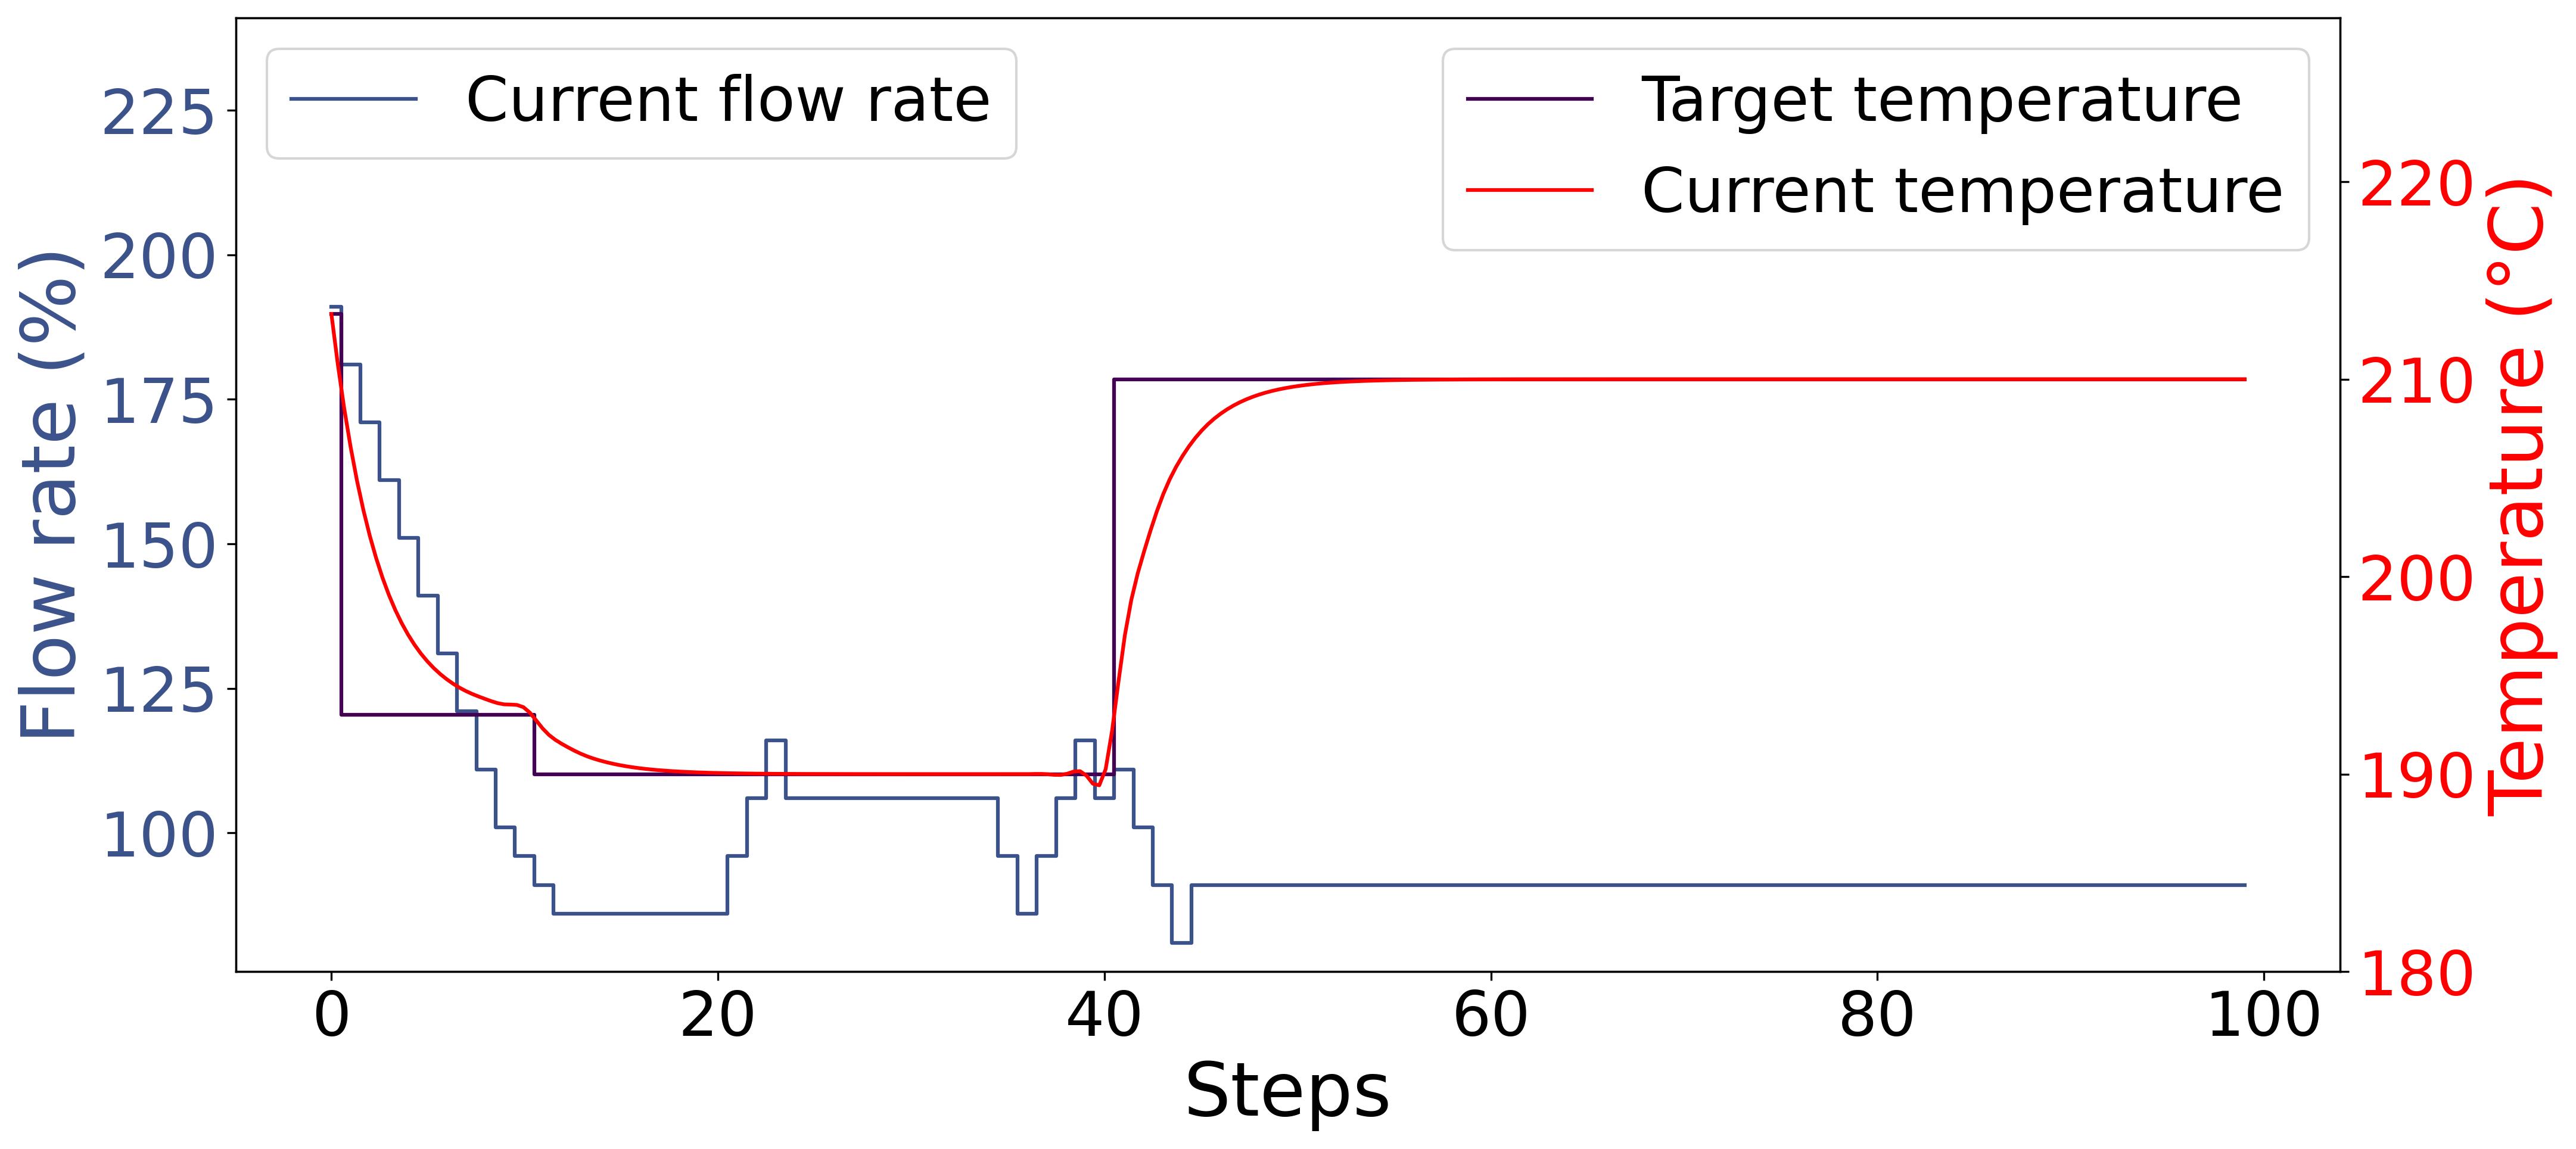 Current flow rate
Target temperature
Current temperature
Flow rate (%)
225
200
175
150
125
100
220
210
200
190
180
Temperature (°C)
0 20 40 60 80 100
Steps